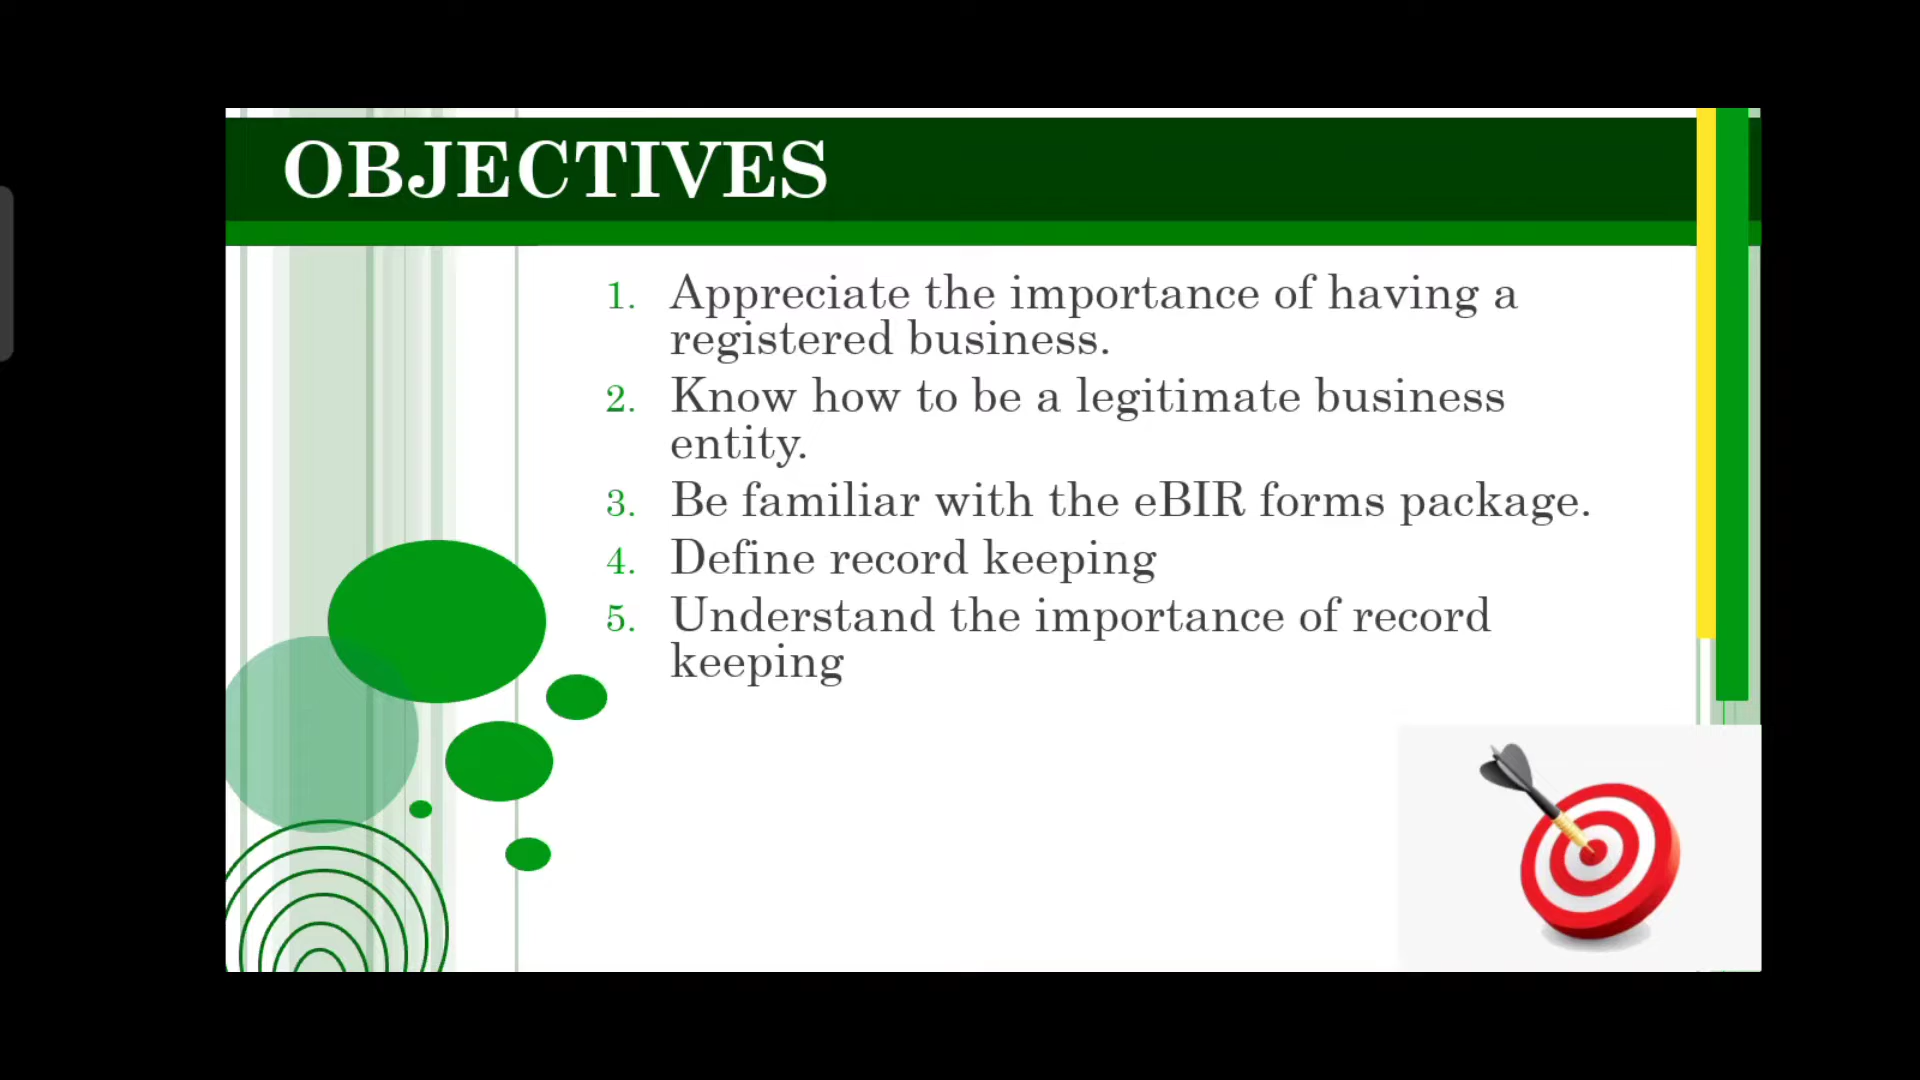 OBJECTIVES
1. Appreciate the importance of having a
registered business.
2. Know how to be a legitimate business
entity.
3. Be familiar with the eBIR forms package.
4. Define record keeping
5. Understand the importance of record
keeping